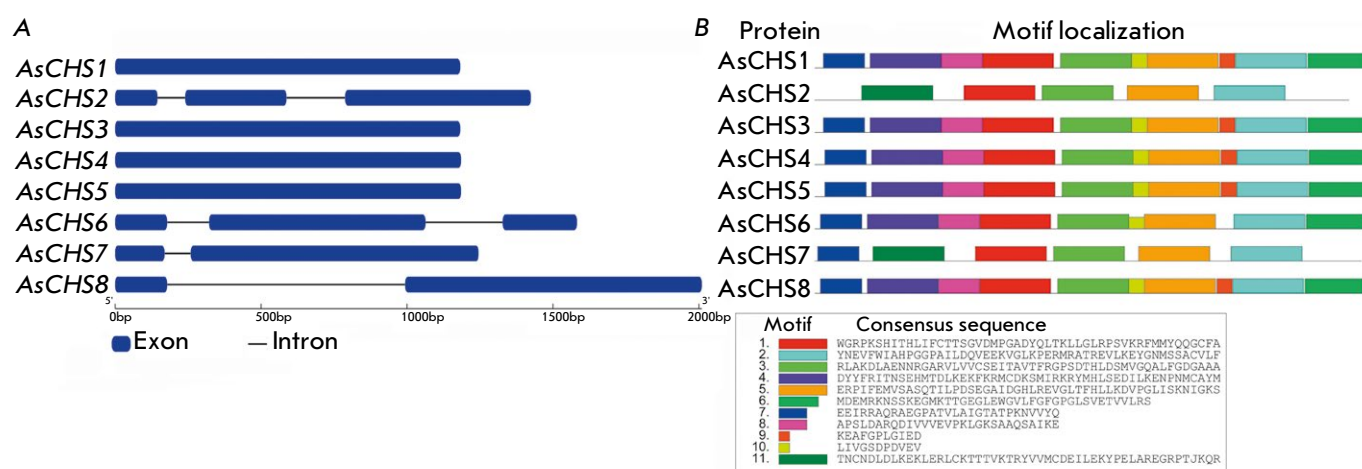 A
AsCHS1
AsCHS2
AsCHS3
AsCHS4
AsCHS5
AsCHS6
AsCHS7
AsCHS8
5' 3'
0bp 5000bp 1000bp 1500bp 2000bp
Exon Intron
B Protein Motif localization
AsCHS1
AsCHS2
AsCHS3
AsCHS4
AsCHS5
AsCHS6
AsCHS7
AsCHS8
Motif Consensus sequence
1. WGRPKSHITHLIFCTTSGVDMPGADYQLTKLLGLRPSVKRFMMYQQGCFA
2. YNEVFWIAHPGGPAILDQVEEKVGLKPERMRATREVLKEYGNMSSACVLF
3. RLAKDLAENNRGARVLVVCSEITAVTFRGPSDTHLDSMVGQALFGDGAAA
4. DYYFRITNSEHMTDLKEKFKRMCDKSMIRKRYMHLSEDILKENPNMCAYM
5. ERPIFEMVSASQTILPDSEGAIDGHLREVGLTFHLLKDVPGLISKNIGKS
6. MDEMRKNSSKEGMKTTGEGLEWGVLFGFGPGLSVETVVLRS
7. EEIRRAQRAEGPATVLAIGTATPKNVVYQ
8. APSLDARQDIVVVEVPKLGKSAAQSAIKE
9. KEAFGPLGIED
10. LIVGSDPDVEV
11. TNCNDLDLKEKLERLCKTTTVKTRYVVMCDEILEKYPELAREGRPTJKQR